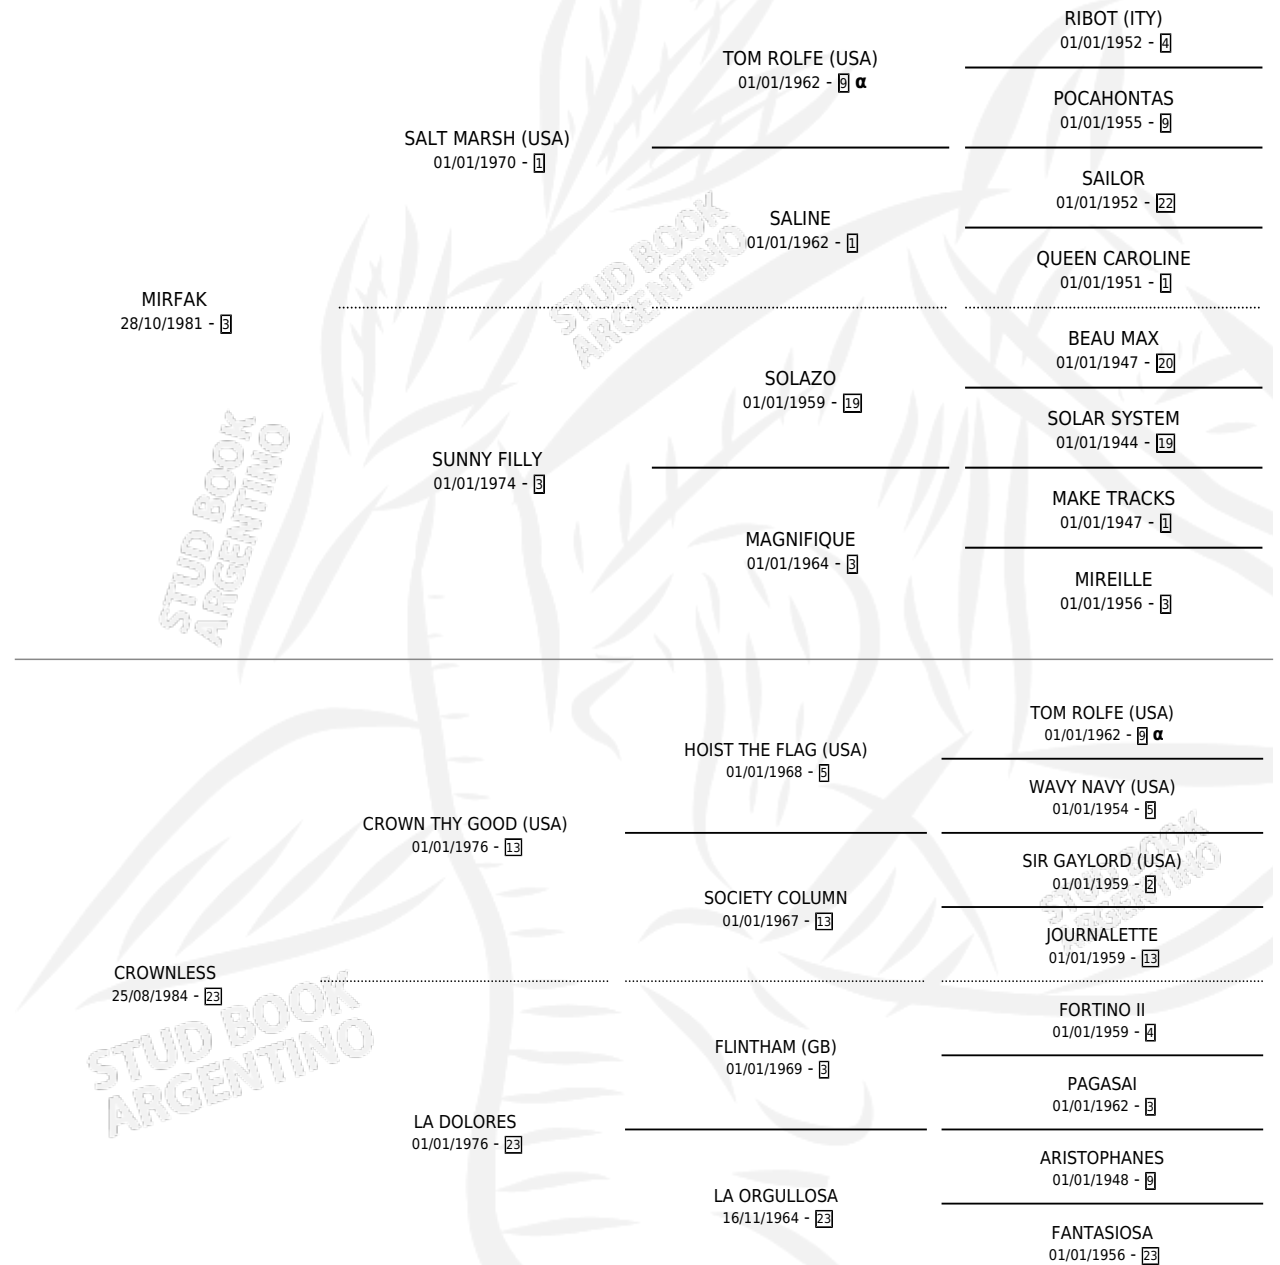 RIBOT (ITY)
01/01/1952 - 4
TOM ROLFE (USA)
01/01/1962 - 9 α
POCAHONTAS
01/01/1955 - 9
SALT MARSH (USA)
01/01/1970 - 1
SAILOR
01/01/1952 - 22
SALINE
01/01/1962 - 1
QUEEN CAROLINE
01/01/1951 - 1
MIRFAK
28/10/1981 - 3
BEAU MAX
01/01/1947 - 20
SOLAZO
01/01/1959 - 19
SOLAR SYSTEM
01/01/1944 - 19
SUNNY FILLY
01/01/1974 - 3
MAKE TRACKS
01/01/1947 - 1
MAGNIFIQUE
01/01/1964 - 3
MIREILLE
01/01/1956 - 3
TOM ROLFE (USA)
01/01/1962 - 9 α
HOIST THE FLAG (USA)
01/01/1968 - 5
WAVY NAVY (USA)
01/01/1954 - 5
CROWN THY GOOD (USA)
01/01/1976 - 13
SIR GAYLORD (USA)
01/01/1959 - 2
SOCIETY COLUMN
01/01/1967 - 13
JOURNALETTE
01/01/1959 - 13
CROWNLESS
25/08/1984 - 23
FORTINO II
01/01/1959 - 4
FLINTHAM (GB)
01/01/1969 - 3
PAGASAI
01/01/1962 - 3
LA DOLORES
01/01/1976 - 23
ARISTOPHANES
01/01/1948 - 9
LA ORGULLOSA
16/11/1964 - 23
FANTASIOSA
01/01/1956 - 23
STUD BOOK
ARGENTINO
STUD BOOK
ARGENTINO
STUD BOOK
ARGENTINO
STUD BOOK
ARGENTINO